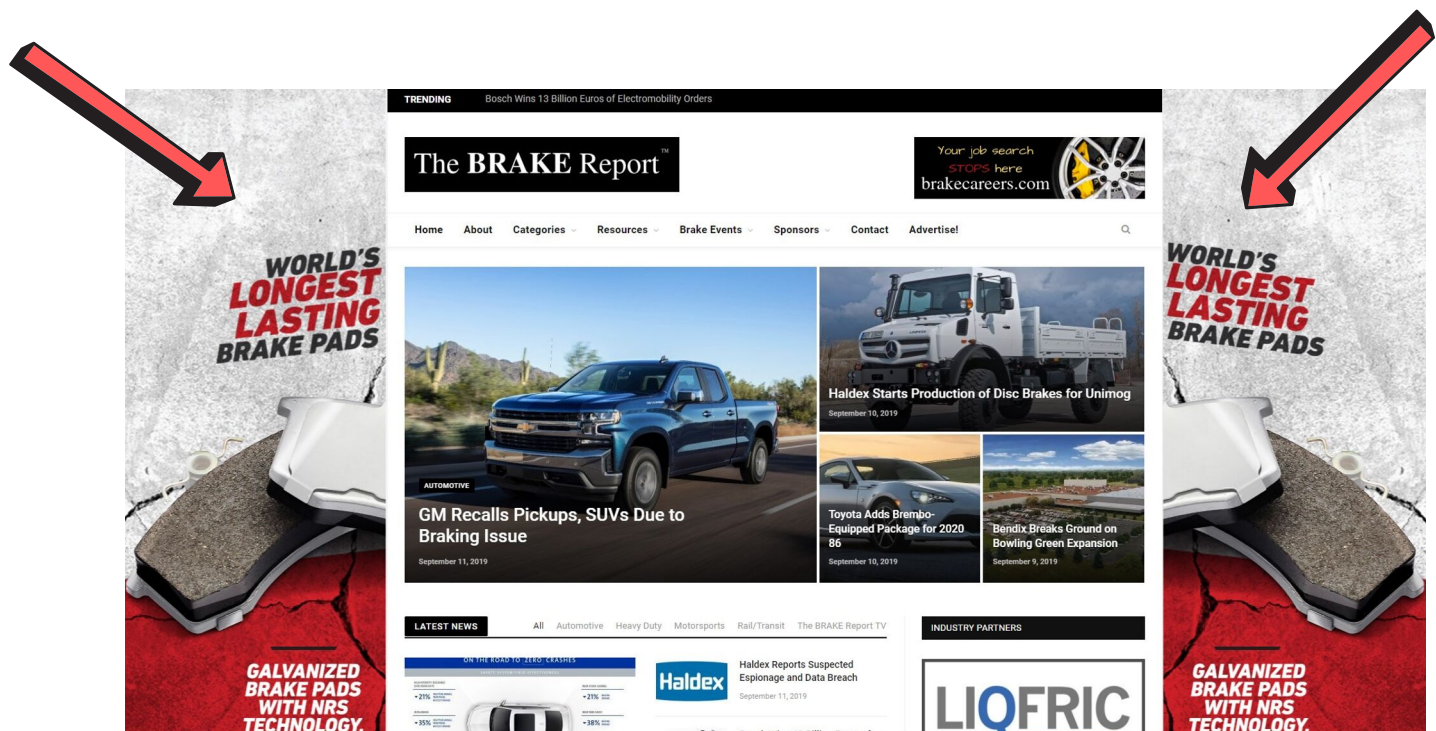 TRENDING
Bosch Wins 13 Billion Euros of Electromobility Orders
The BRAKE Report™
Your job search
STOPS here
brakecareers.com
Home
About
Categories
Resources
Brake Events
Sponsors
Contact
Advertise!
WORLD'S
LONGEST
LASTING
BRAKE PADS
WORLD'S
LONGEST
LASTING
BRAKE PADS
AUTOMOTIVE
GM Recalls Pickups, SUVs Due to
Braking Issue
September 11, 2019
Haldex Starts Production of Disc Brakes for Unimog
September 10, 2019
Toyota Adds Brembo-
Equipped Package for 2020
86
September 10, 2019
Bendix Breaks Ground on
Bowling Green Expansion
September 9, 2019
LATEST NEWS
All
Automotive
Heavy Duty
Motorsports
Rail/Transit
The BRAKE Report TV
INDUSTRY PARTNERS
ON THE ROAD TO ZERO CRASHES
-21%
-21%
-35%
-38%
Haldex
Haldex Reports Suspected
Espionage and Data Breach
September 11, 2019
LIQFRIC
GALVANIZED
BRAKE PADS
WITH NRS
TECHNOLOGY.
GALVANIZED
BRAKE PADS
WITH NRS
TECHNOLOGY.